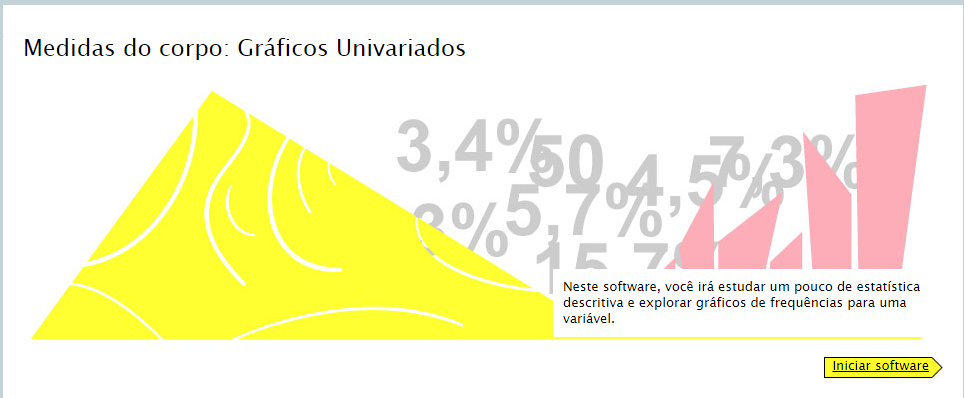 Medidas do corpo: Gráficos Univariados
3,4%
50
7,3%
4,5%
5,7%
3%
15,7%
Neste software, você irá estudar um pouco de estatística
descritiva e explorar gráficos de frequências para uma
variável.
Iniciar software